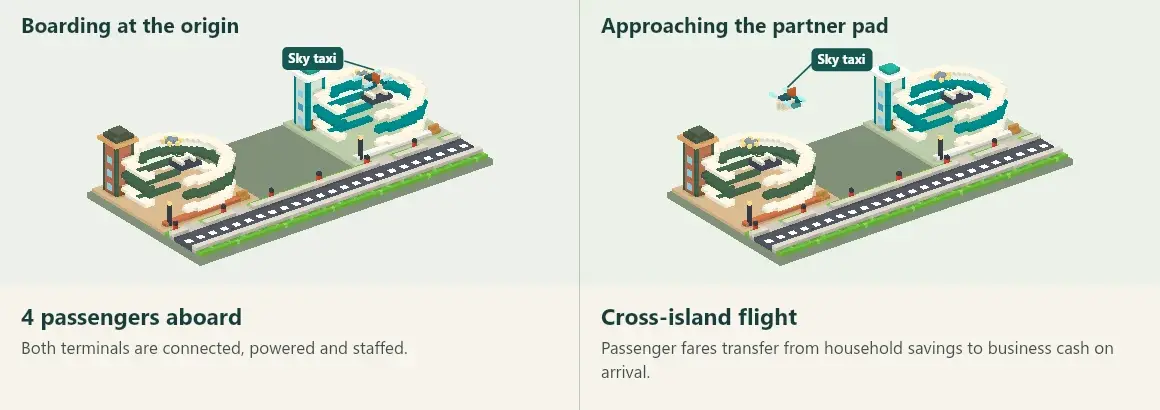 Boarding at the origin
Sky taxi
4 passengers aboard
Both terminals are connected, powered and staffed.
Approaching the partner pad
Sky taxi
Cross-island flight
Passenger fares transfer from household savings to business cash on
arrival.